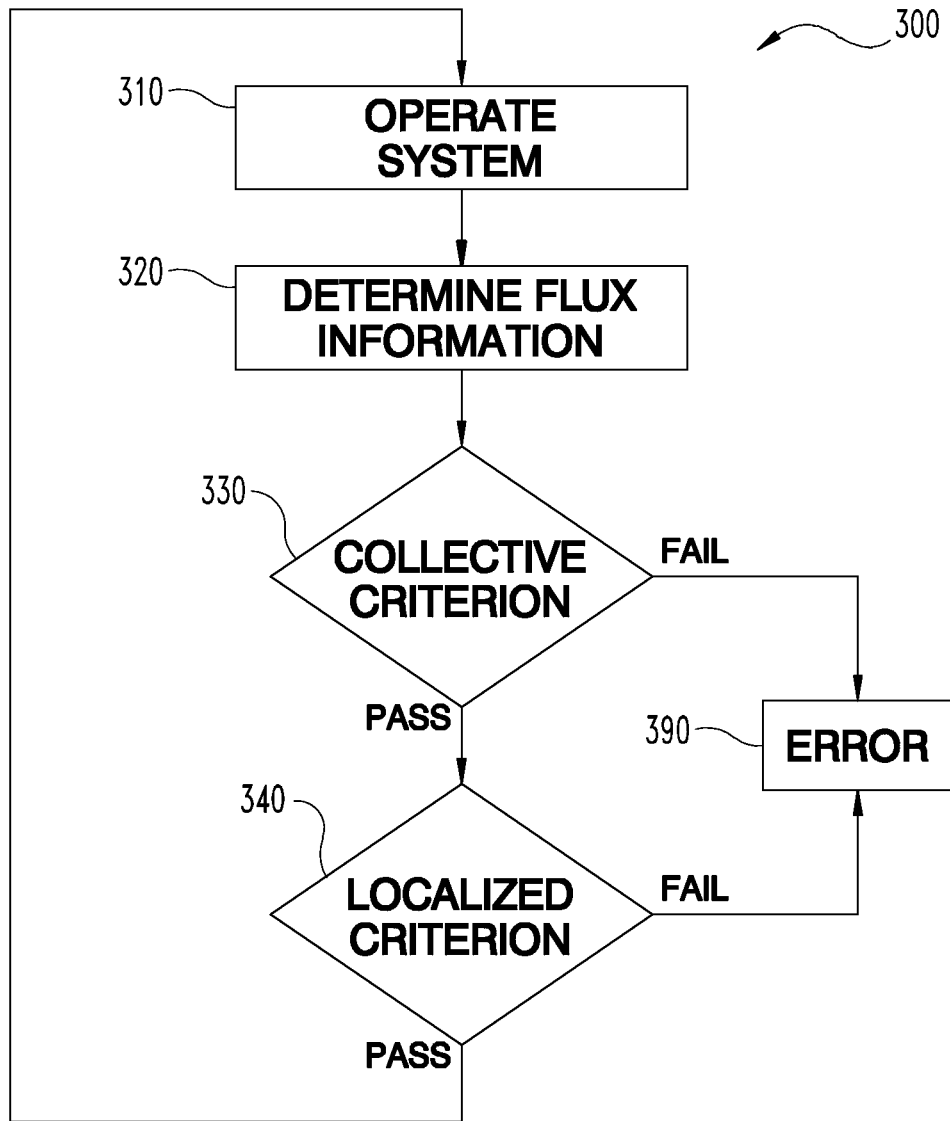 300
310
OPERATE
SYSTEM
320
DETERMINE FLUX
INFORMATION
330
COLLECTIVE
CRITERION
FAIL
PASS
390
ERROR
340
LOCALIZED
CRITERION
FAIL
PASS